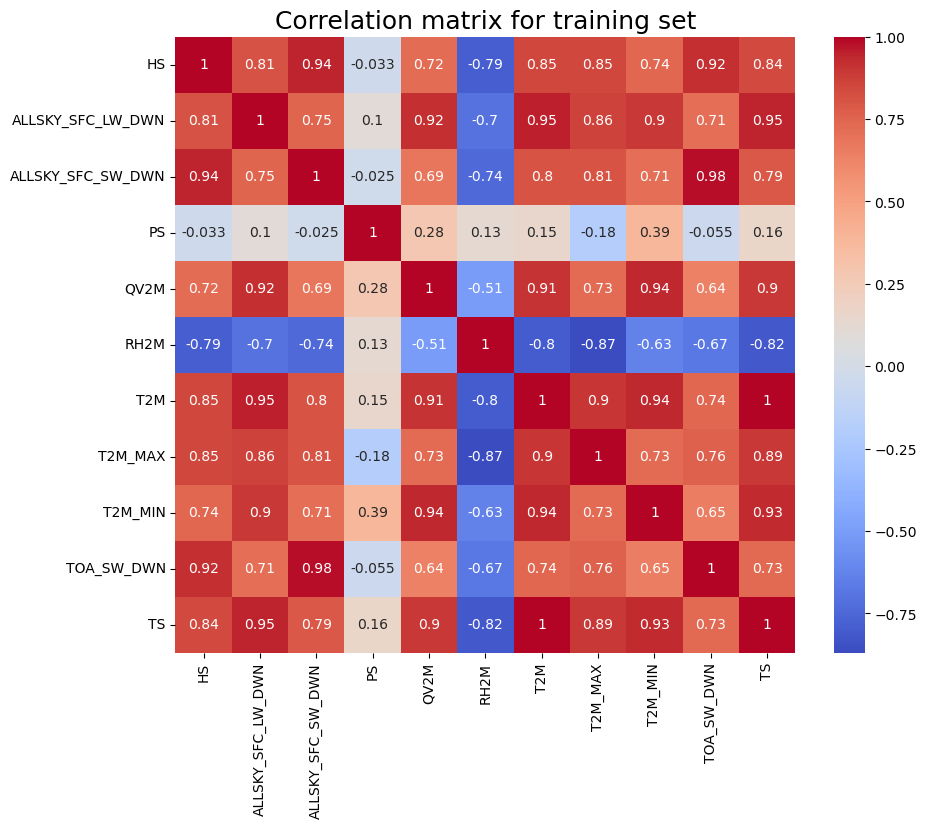 Correlation matrix for training set
HS 1 0.81 0.94 -0.033 0.72 -0.79 0.85 0.85 0.74 0.92 0.84
ALLSKY_SFC_LW_DWN 0.81 1 0.75 0.1 0.92 -0.7 0.95 0.86 0.9 0.71 0.95
ALLSKY_SFC_SW_DWN 0.94 0.75 1 -0.025 0.69 -0.74 0.8 0.81 0.71 0.98 0.79
PS -0.033 0.1 -0.025 1 0.28 0.13 0.15 -0.18 0.39 -0.055 0.16
QV2M 0.72 0.92 0.69 0.28 1 -0.51 0.91 0.73 0.94 0.64 0.9
RH2M -0.79 -0.7 -0.74 0.13 -0.51 1 -0.8 -0.87 -0.63 -0.67 -0.82
T2M 0.85 0.95 0.8 0.15 0.91 -0.8 1 0.9 0.94 0.74 1
T2M_MAX 0.85 0.86 0.81 -0.18 0.73 -0.87 0.9 1 0.73 0.76 0.89
T2M_MIN 0.74 0.9 0.71 0.39 0.94 -0.63 0.94 0.73 1 0.65 0.93
TOA_SW_DWN 0.92 0.71 0.98 -0.055 0.64 -0.67 0.74 0.76 0.65 1 0.73
TS 0.84 0.95 0.79 0.16 0.9 -0.82 1 0.89 0.93 0.73 1
HS
ALLSKY_SFC_LW_DWN
ALLSKY_SFC_SW_DWN
PS
QV2M
RH2M
T2M
T2M_MAX
T2M_MIN
TOA_SW_DWN
TS
1.00
0.75
0.50
0.25
0.00
−0.25
−0.50
−0.75